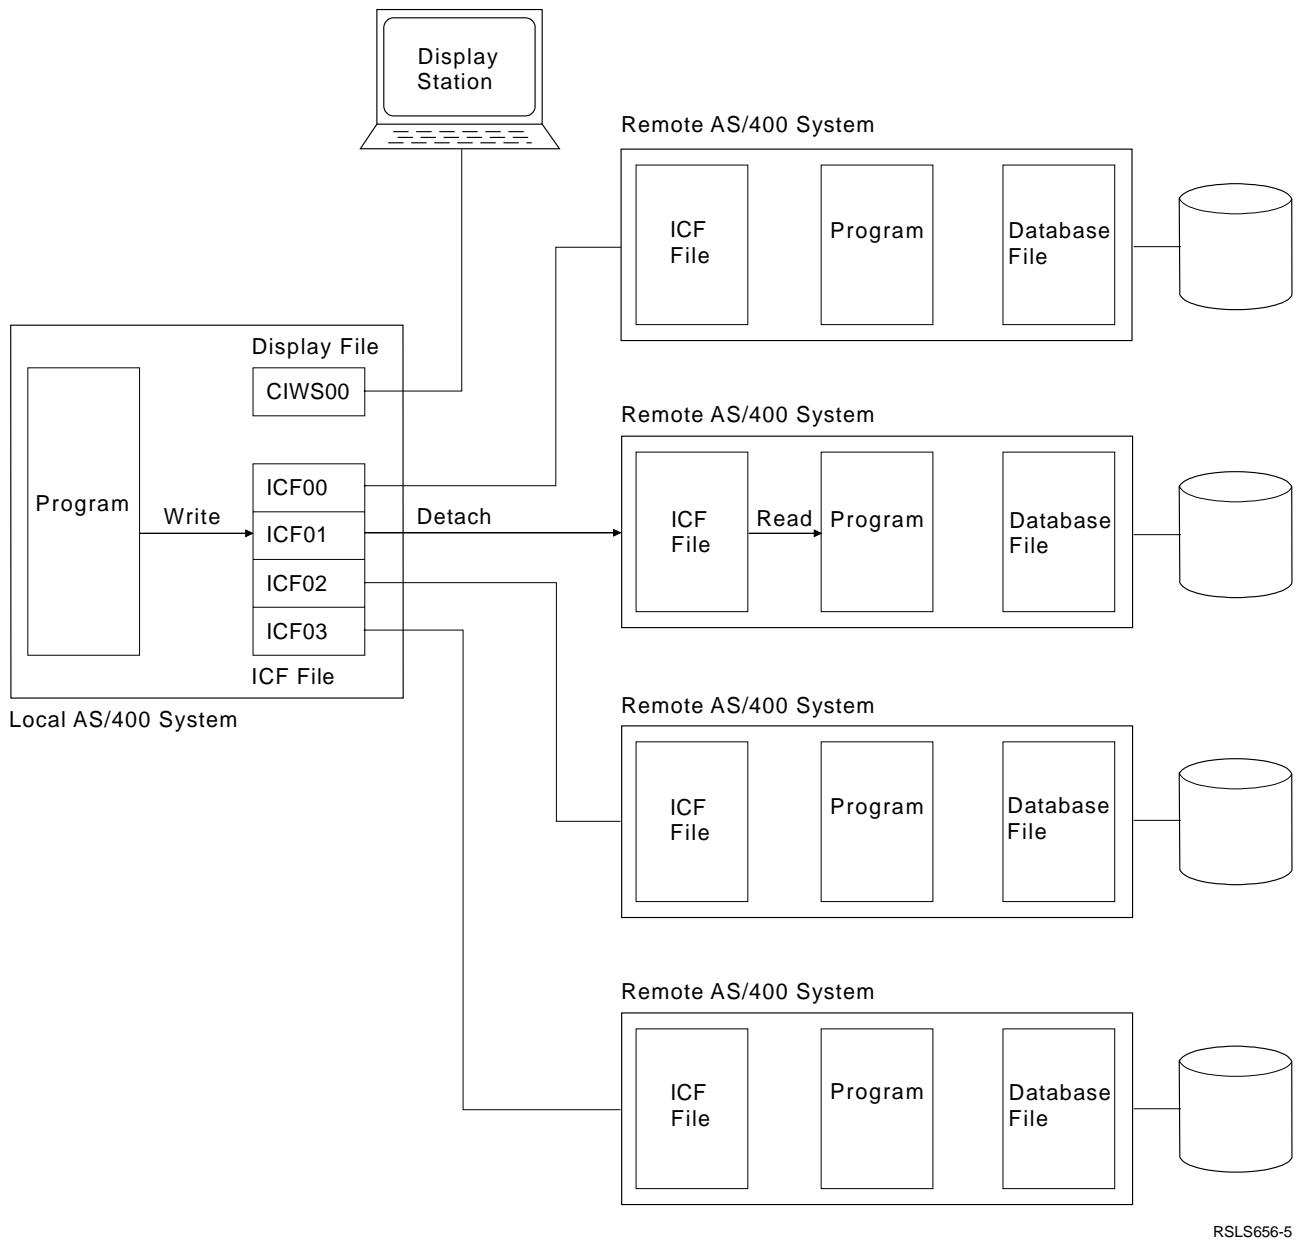 Display
Station
Remote AS/400 System
ICF
File
Program
Database
File
Display File
CIWS00
Program
Write
ICF00
ICF01
ICF02
ICF03
ICF File
Local AS/400 System
Detach
Remote AS/400 System
ICF
File
Read
Program
Database
File
Remote AS/400 System
ICF
File
Program
Database
File
Remote AS/400 System
ICF
File
Program
Database
File
RSLS656-5